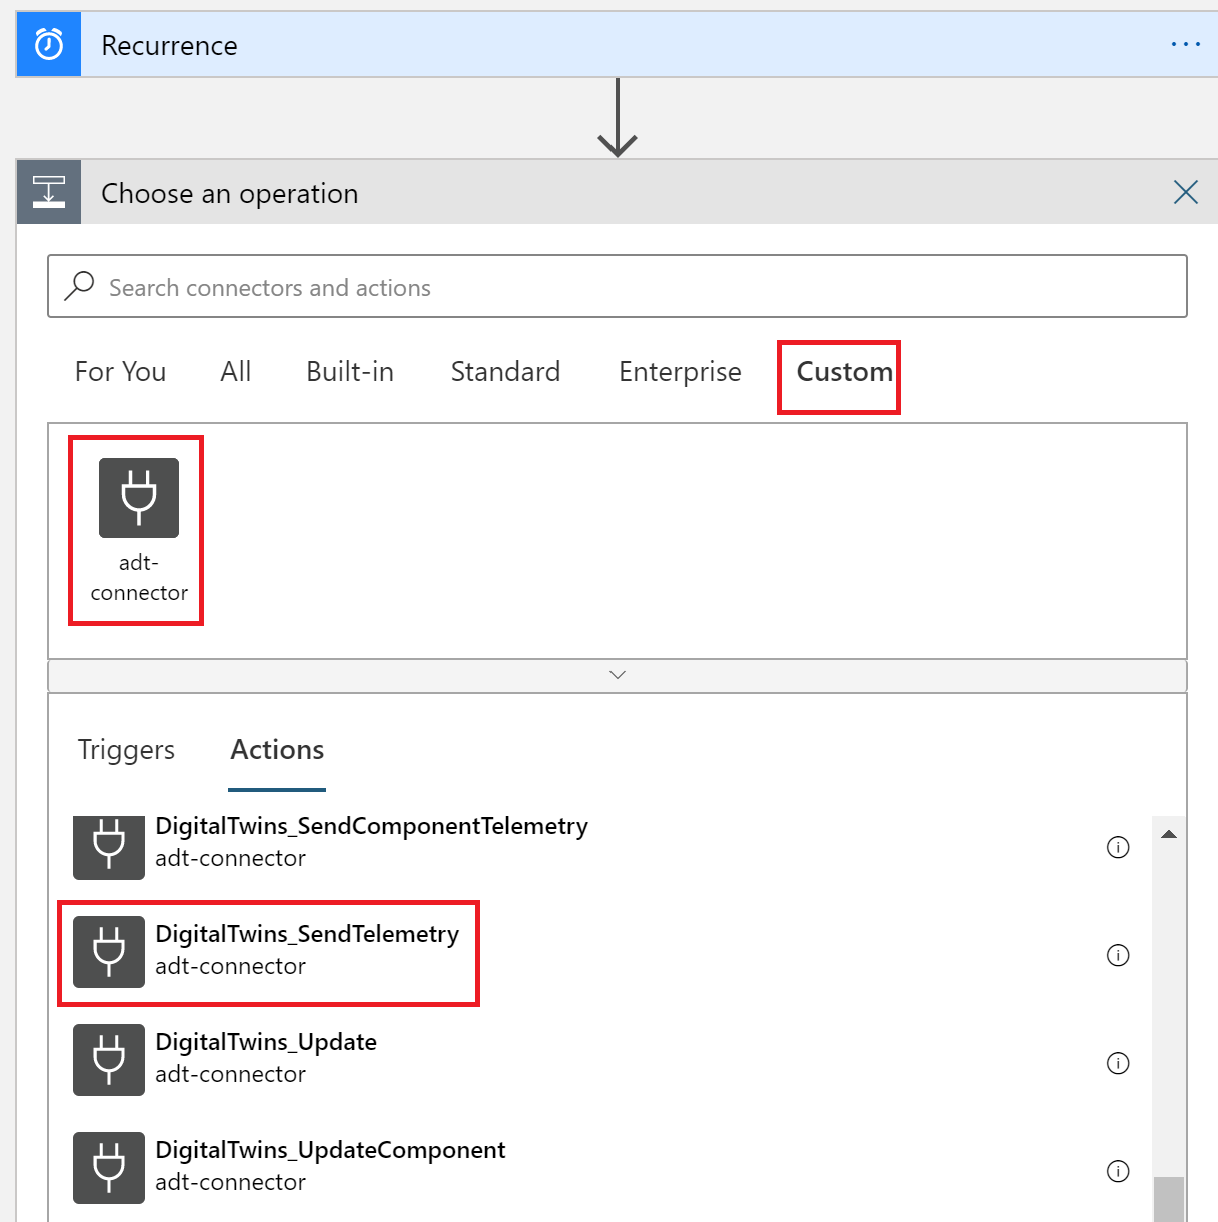 Recurrence
Choose an operation
Search connectors and actions
For You All Built-in Standard Enterprise Custom
adt-
connector
Triggers Actions
DigitalTwins_SendComponentTelemetry
adt-connector
DigitalTwins_SendTelemetry
adt-connector
DigitalTwins_Update
adt-connector
DigitalTwins_UpdateComponent
adt-connector